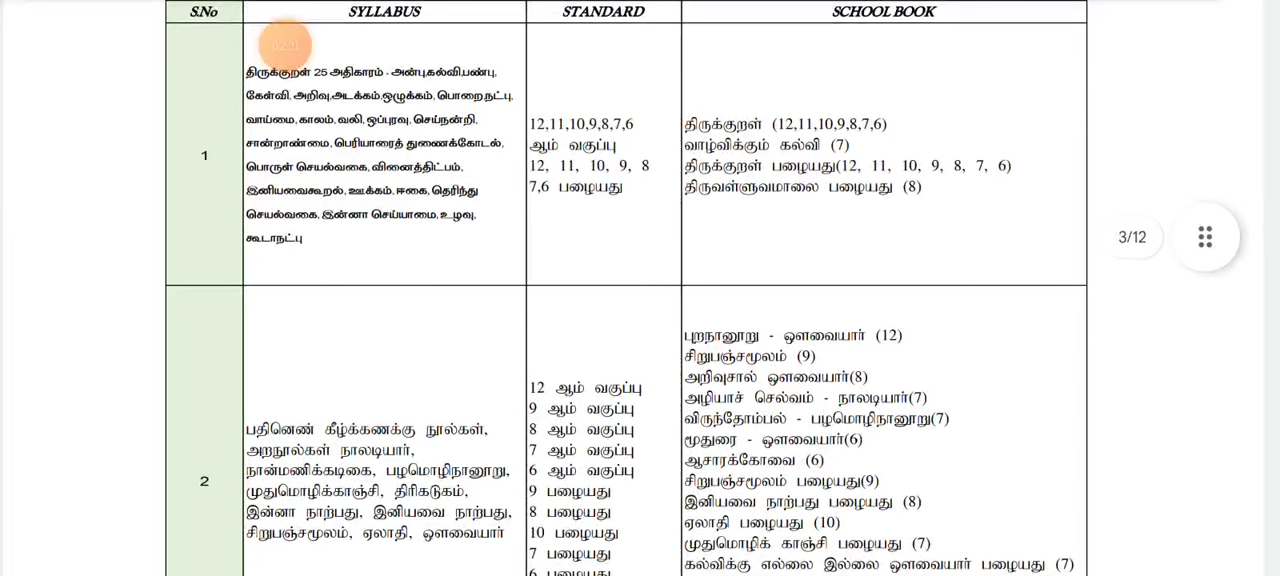 S.No SYLLABUS STANDARD SCHOOL BOOK
02:21
1
திருக்குறள் 25 அதிகாரம் - அன்பு,கல்வி,பண்பு,
கேள்வி, அறிவு,அடக்கம்,ஒழுக்கம், பொறை,நட்பு,
வாய்மை, காலம், வலி, ஒப்புரவு, செய்நன்றி,
சான்றாண்மை, பெரியாரைத் துணைக்கோடல்,
பொருள் செயல்வகை, வினைத்திட்பம்,
இனியவைகூறல், ஊக்கம், ஈகை, தெரிந்து
செயல்வகை, இன்னா செய்யாமை, உழவு,
கூடாநட்பு
12,11,10,9,8,7,6
ஆம் வகுப்பு
12, 11, 10, 9, 8
7,6 பழையது
திருக்குறள் (12,11,10,9,8,7,6)
வாழ்விக்கும் கல்வி (7)
திருக்குறள் பழையது(12, 11, 10, 9, 8, 7, 6)
திருவள்ளுவமாலை பழையது (8)
3/12
2
பதினெண் கீழ்க்கணக்கு நூல்கள்,
அறநூல்கள் நாலடியார்,
நான்மணிக்கடிகை, பழமொழிநானூறு,
முதுமொழிக்காஞ்சி, திரிகடுகம்,
இன்னா நாற்பது, இனியவை நாற்பது,
சிறுபஞ்சமூலம், ஏலாதி, ஔவையார்
12 ஆம் வகுப்பு
9 ஆம் வகுப்பு
8 ஆம் வகுப்பு
7 ஆம் வகுப்பு
6 ஆம் வகுப்பு
9 பழையது
8 பழையது
10 பழையது
7 பழையது
6 பழையது
புறநானூறு - ஔவையார் (12)
சிறுபஞ்சமூலம் (9)
அறிவுசால் ஔவையார்(8)
அழியாச் செல்வம் - நாலடியார்(7)
விருந்தோம்பல் - பழமொழிநானூறு(7)
மூதுரை - ஔவையார்(6)
ஆசாரக்கோவை (6)
சிறுபஞ்சமூலம் பழையது(9)
இனியவை நாற்பது பழையது (8)
ஏலாதி பழையது (10)
முதுமொழிக் காஞ்சி பழையது (7)
கல்விக்கு எல்லை இல்லை ஔவையார் பழையது (7)